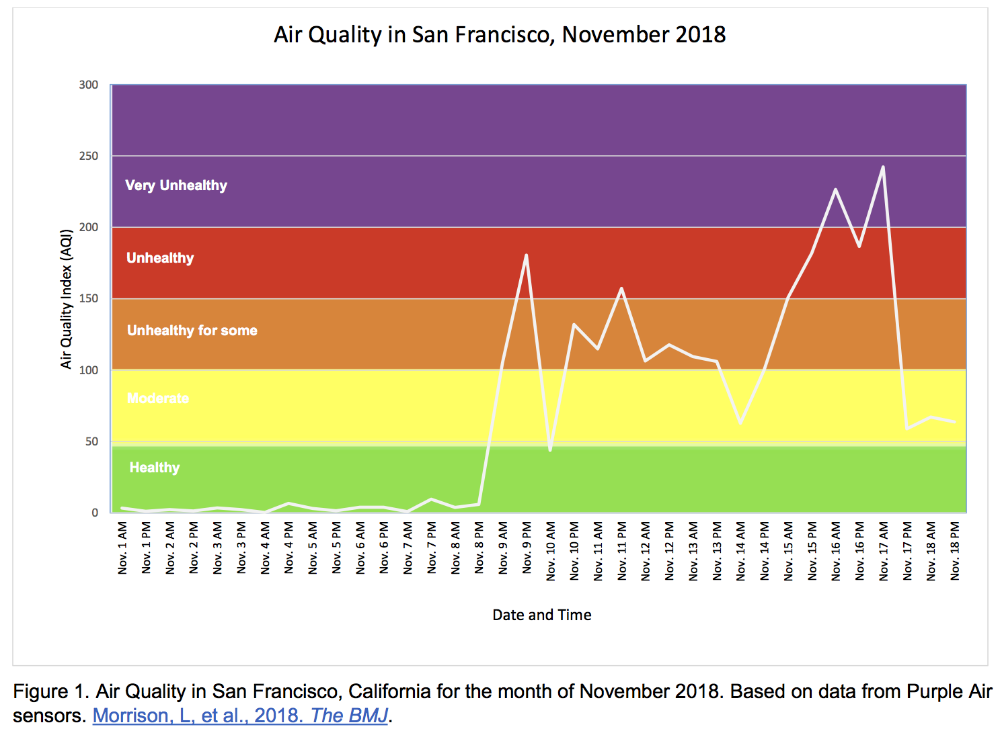 Air Quality in San Francisco, November 2018
300
250
200
150
100
50
0
Air Quality Index (AQI)
Very Unhealthy
Unhealthy
Unhealthy for some
Moderate
Healthy
Nov. 1 AM
Nov. 1 PM
Nov. 2 AM
Nov. 2 PM
Nov. 3 AM
Nov. 3 PM
Nov. 4 AM
Nov. 4 PM
Nov. 5 AM
Nov. 5 PM
Nov. 6 AM
Nov. 6 PM
Nov. 7 AM
Nov. 7 PM
Nov. 8 AM
Nov. 8 PM
Nov. 9 AM
Nov. 9 PM
Nov. 10 AM
Nov. 10 PM
Nov. 11 AM
Nov. 11 PM
Nov. 12 AM
Nov. 12 PM
Nov. 13 AM
Nov. 13 PM
Nov. 14 AM
Nov. 14 PM
Nov. 15 AM
Nov. 15 PM
Nov. 16 AM
Nov. 16 PM
Nov. 17 AM
Nov. 17 PM
Nov. 18 AM
Nov. 18 PM
Date and Time
Figure 1. Air Quality in San Francisco, California for the month of November 2018. Based on data from Purple Air
sensors. Morrison, L, et al., 2018. The BMJ.